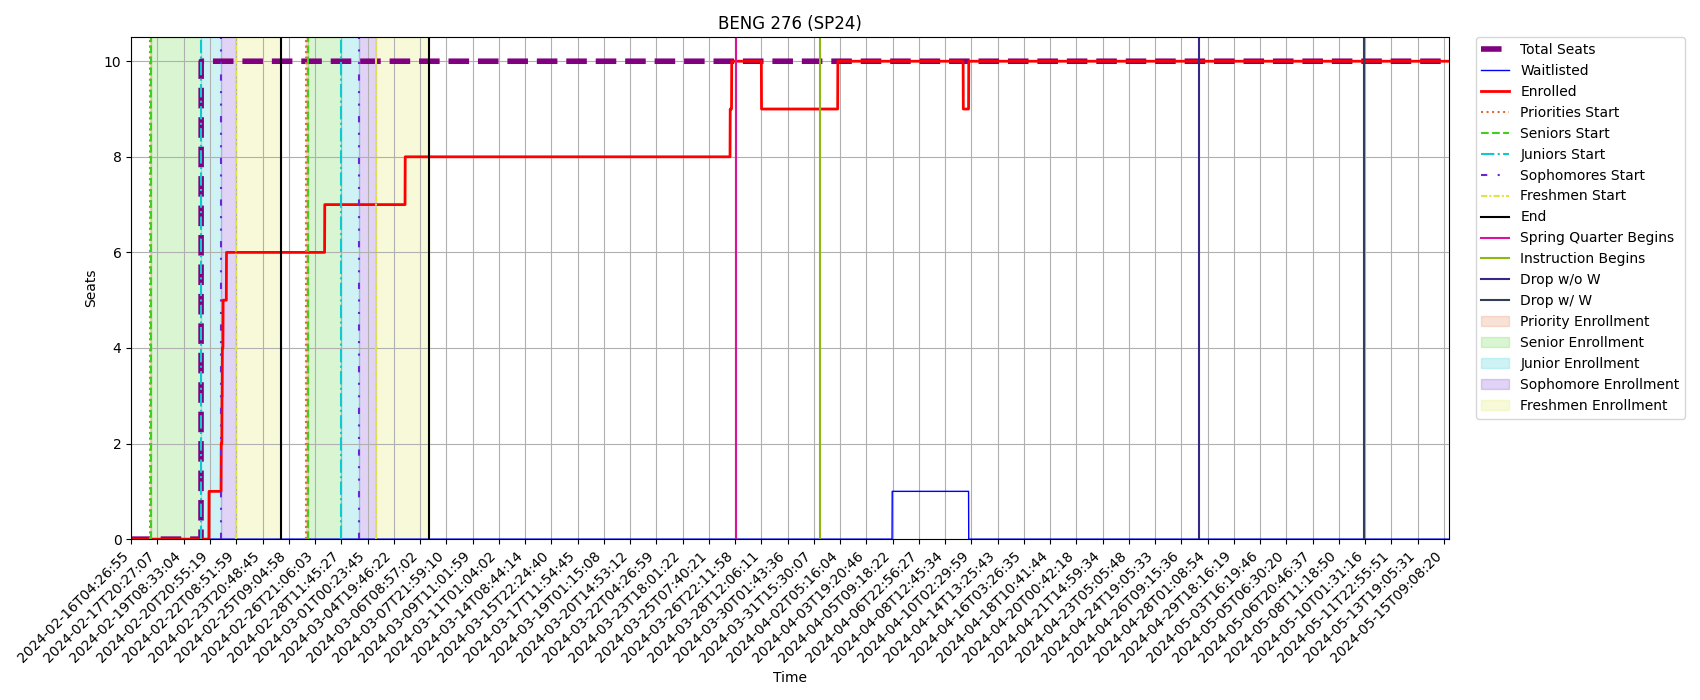 BENG 276 (SP24)
Seats
10
8
6
4
2
0
2024-02-16T04:26:55
2024-02-17T20:27:07
2024-02-19T08:33:04
2024-02-20T20:55:19
2024-02-22T08:51:59
2024-02-23T20:48:45
2024-02-25T09:04:58
2024-02-26T21:06:03
2024-02-28T11:45:27
2024-03-01T00:23:45
2024-03-04T19:46:22
2024-03-06T08:57:02
2024-03-07T21:59:10
2024-03-09T11:01:59
2024-03-11T01:04:02
2024-03-14T08:44:14
2024-03-15T22:24:40
2024-03-17T11:54:45
2024-03-19T01:15:08
2024-03-20T14:53:12
2024-03-22T04:26:59
2024-03-23T18:01:22
2024-03-25T07:40:21
2024-03-26T22:11:58
2024-03-28T12:06:11
2024-03-30T01:43:36
2024-03-31T15:30:07
2024-04-02T05:16:04
2024-04-03T19:20:46
2024-04-05T09:18:22
2024-04-06T22:56:27
2024-04-08T12:45:34
2024-04-10T02:29:59
2024-04-14T13:25:43
2024-04-16T03:26:35
2024-04-18T10:41:44
2024-04-20T00:42:18
2024-04-21T14:59:34
2024-04-23T05:05:48
2024-04-24T19:05:33
2024-04-26T09:15:36
2024-04-28T01:08:54
2024-04-29T18:16:19
2024-05-03T16:19:46
2024-05-05T06:30:20
2024-05-06T20:46:37
2024-05-08T11:18:50
2024-05-10T01:31:16
2024-05-11T22:55:51
2024-05-13T19:05:31
2024-05-15T09:08:20
Time
Total Seats
Waitlisted
Enrolled
Priorities Start
Seniors Start
Juniors Start
Sophomores Start
Freshmen Start
End
Spring Quarter Begins
Instruction Begins
Drop w/o W
Drop w/ W
Priority Enrollment
Senior Enrollment
Junior Enrollment
Sophomore Enrollment
Freshmen Enrollment